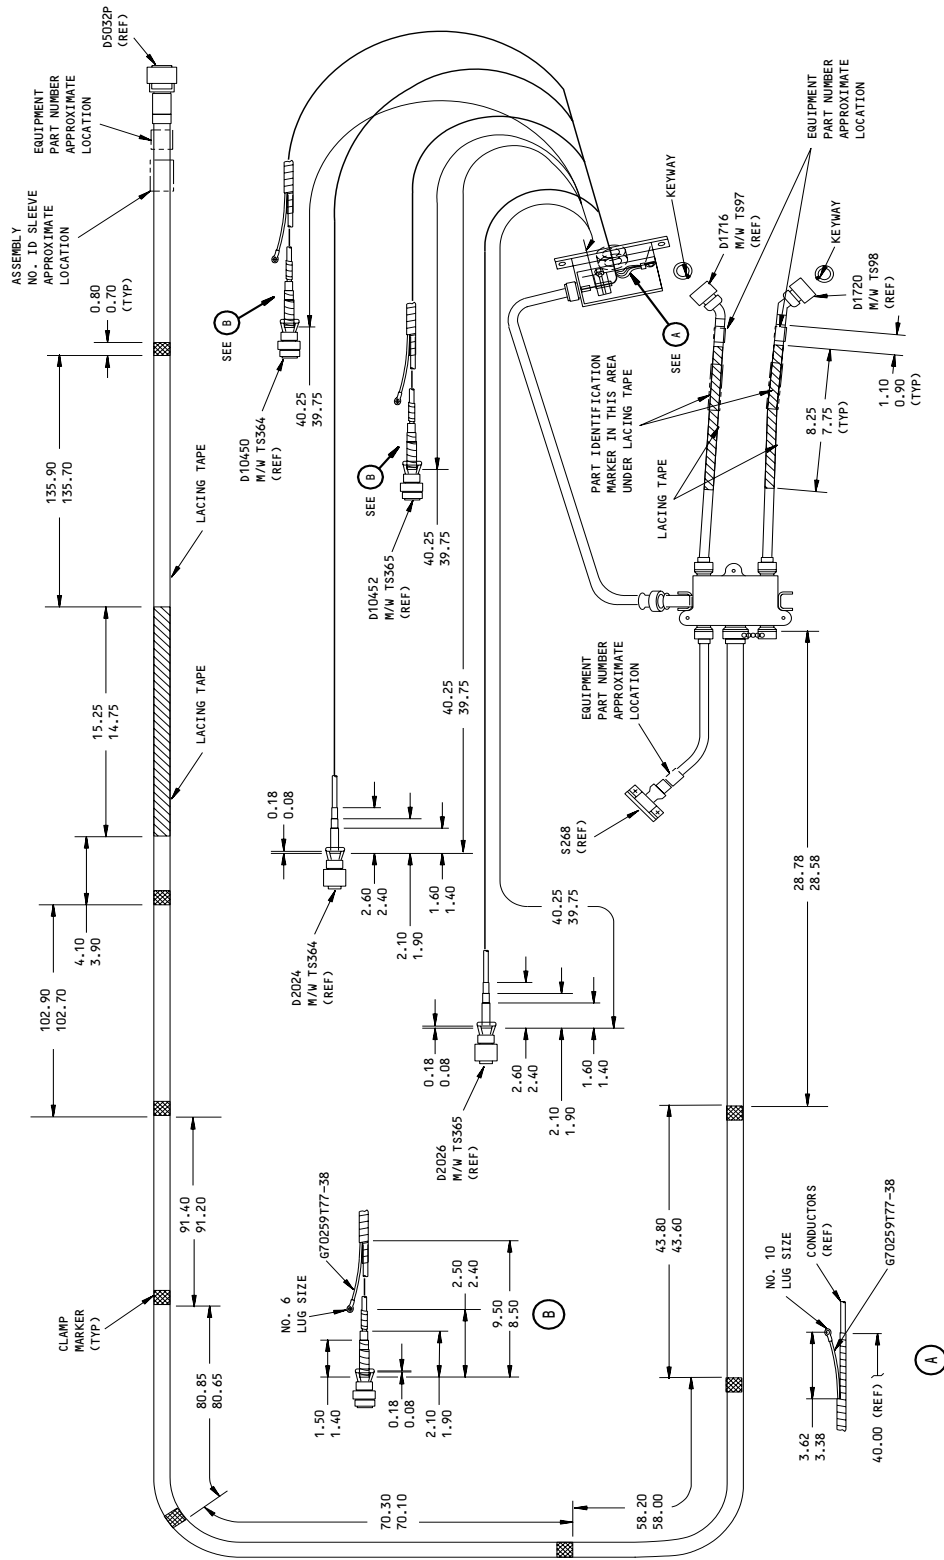 D5032P
(REF)
EQUIPMENT
PART NUMBER
APPROXIMATE
LOCATION
ASSEMBLY
NO. ID SLEEVE
APPROXIMATE
LOCATION
0.80
0.70
(TYP)
135.90
135.70
LACING TAPE
15.25
14.75
LACING TAPE
4.10
3.90
102.90
102.70
91.40
91.20
CLAMP
MARKER
(TYP)
80.85
80.65
70.30
70.10
58.20
58.00
43.80
43.60
28.78
28.58
SEE B
D10450
M/W TS364
(REF)
40.25
39.75
SEE B
D10452
M/W TS365
(REF)
40.25
39.75
40.25
39.75
0.18
0.08
D2024
M/W TS364
(REF)
2.60
2.40
2.10
1.90
1.60
1.40
40.25
39.75
0.18
0.08
D2026
M/W TS365
(REF)
2.60
2.40
2.10
1.90
1.60
1.40
EQUIPMENT
PART NUMBER
APPROXIMATE
LOCATION
KEYWAY
D1716
M/W TS97
(REF)
KEYWAY
D1720
M/W TS98
(REF)
SEE A
PART IDENTIFICATION
MARKER IN THIS AREA
UNDER LACING TAPE
LACING TAPE
1.10
0.90
(TYP)
8.25
7.75
(TYP)
EQUIPMENT
PART NUMBER
APPROXIMATE
LOCATION
S268
(REF)
G70259T77-38
NO. 6
LUG SIZE
1.50
1.40
0.18
0.08
2.10
1.90
2.50
2.40
9.50
8.50
B
NO. 10
LUG SIZE
CONDUCTORS
(REF)
G70259T77-38
3.62
3.38
40.00 (REF)
A